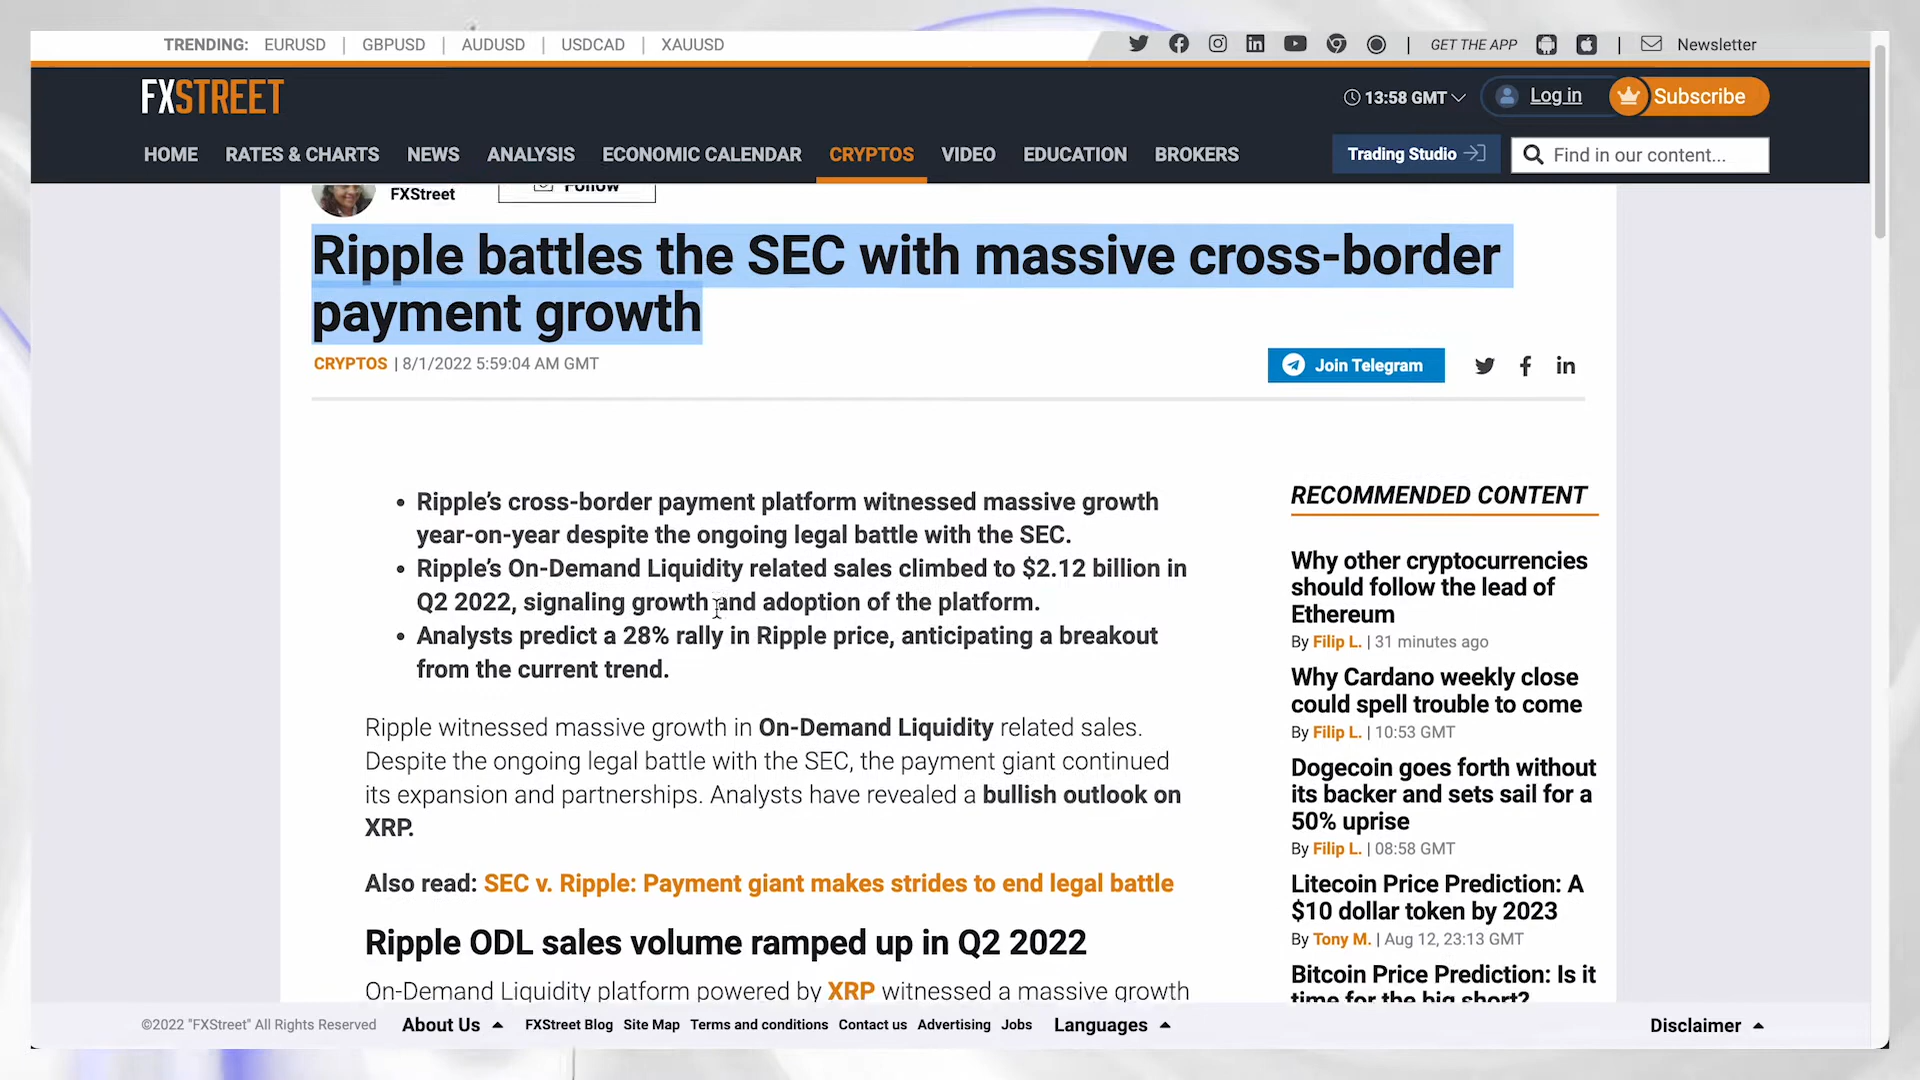 TRENDING: EURUSD | GBPUSD | AUDUSD | USDCAD | XAUUSD
| GET THE APP | Newsletter
FXSTREET
13:58 GMT
Log in
Subscribe
HOME RATES & CHARTS NEWS ANALYSIS ECONOMIC CALENDAR CRYPTOS VIDEO EDUCATION BROKERS
Trading Studio
Find in our content...
FXStreet
Follow
Ripple battles the SEC with massive cross-border
payment growth
CRYPTOS | 8/1/2022 5:59:04 AM GMT
Join Telegram
• Ripple’s cross-border payment platform witnessed massive growth
year-on-year despite the ongoing legal battle with the SEC.
• Ripple’s On-Demand Liquidity related sales climbed to $2.12 billion in
Q2 2022, signaling growth and adoption of the platform.
• Analysts predict a 28% rally in Ripple price, anticipating a breakout
from the current trend.
Ripple witnessed massive growth in On-Demand Liquidity related sales.
Despite the ongoing legal battle with the SEC, the payment giant continued
its expansion and partnerships. Analysts have revealed a bullish outlook on
XRP.
Also read: SEC v. Ripple: Payment giant makes strides to end legal battle
Ripple ODL sales volume ramped up in Q2 2022
On-Demand Liquidity platform powered by XRP witnessed a massive growth
RECOMMENDED CONTENT
Why other cryptocurrencies
should follow the lead of
Ethereum
By Filip L. | 31 minutes ago
Why Cardano weekly close
could spell trouble to come
By Filip L. | 10:53 GMT
Dogecoin goes forth without
its backer and sets sail for a
50% uprise
By Filip L. | 08:58 GMT
Litecoin Price Prediction: A
$10 dollar token by 2023
By Tony M. | Aug 12, 23:13 GMT
Bitcoin Price Prediction: Is it
time for the big short?
©2022 "FXStreet" All Rights Reserved
About Us FXStreet Blog Site Map Terms and conditions Contact us Advertising Jobs Languages
Disclaimer